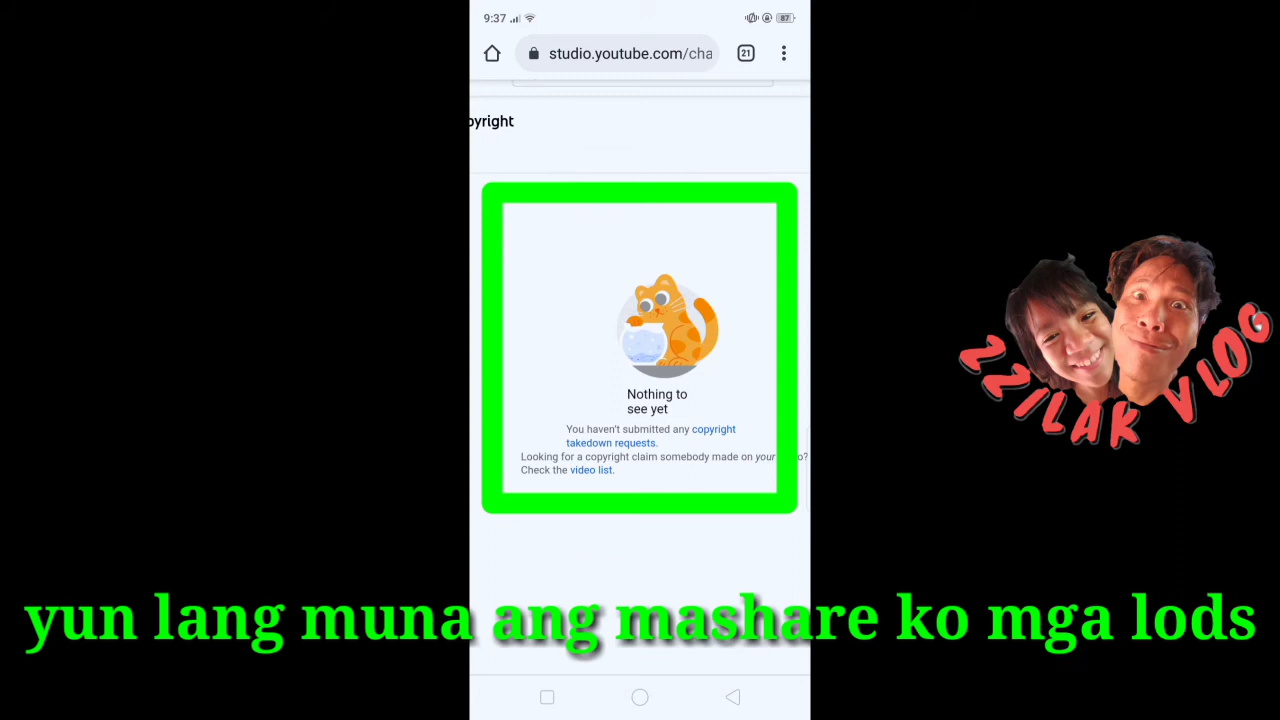 9:37
87
studio.youtube.com/cha
21
opyright
Nothing to
see yet
You haven't submitted any copyright
takedown requests.
Looking for a copyright claim somebody made on your o?
Check the video list.
ZZILAK VLOG
yun lang muna ang mashare ko mga lods